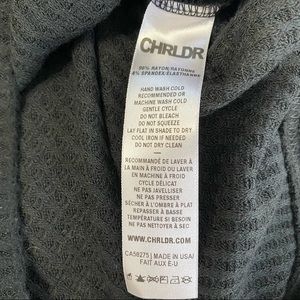 CHRLDR
96% RAYON/RAYONNE
4% SPANDEX/ÉLASTHANNE
HAND WASH COLD
RECOMMENDED OR
MACHINE WASH COLD
GENTLE CYCLE
DO NOT BLEACH
DO NOT SQUEEZE
LAY FLAT IN SHADE TO DRY
COOL IRON IF NEEDED
DO NOT DRY CLEAN
RECOMMANDÉ DE LAVER À
LA MAIN À FROID OU LAVER
EN MACHINE À FROID
CYCLE DÉLICAT
NE PAS JAVELLISER
NE PAS PRESSER
SÉCHER À L'OMBRE À PLAT
REPASSER À BASSE
TEMPÉRATURE SI BESOIN
NE PAS NETTOYER À SEC
WWW.CHRLDR.COM
CA58275 | MADE IN USA/
FAIT AUX É-U